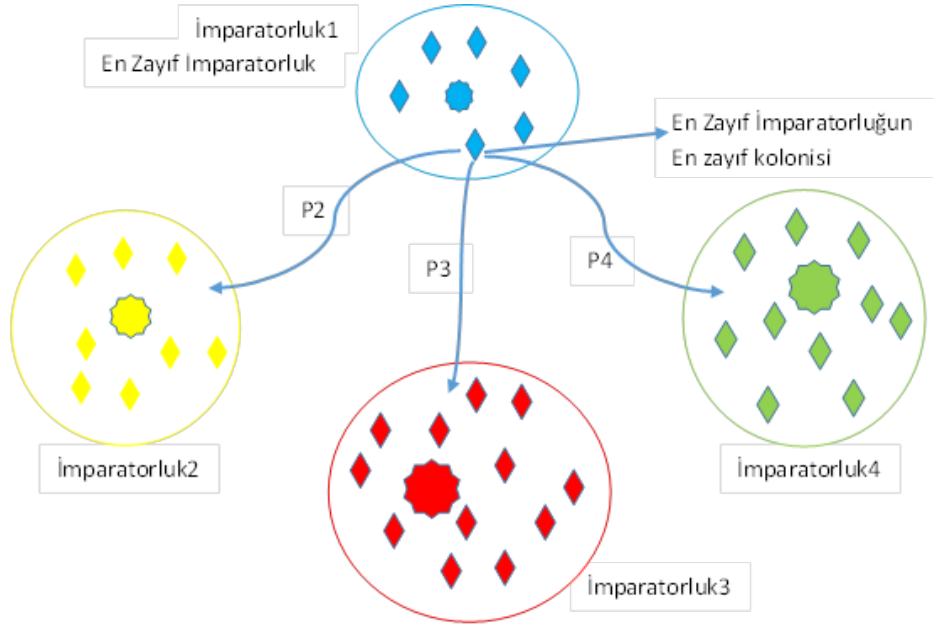 İmparatorluk1
En Zayıf İmparatorluk
En Zayıf İmparatorluğun
En zayıf kolonisi
P2
P3
P4
İmparatorluk2
İmparatorluk4
İmparatorluk3